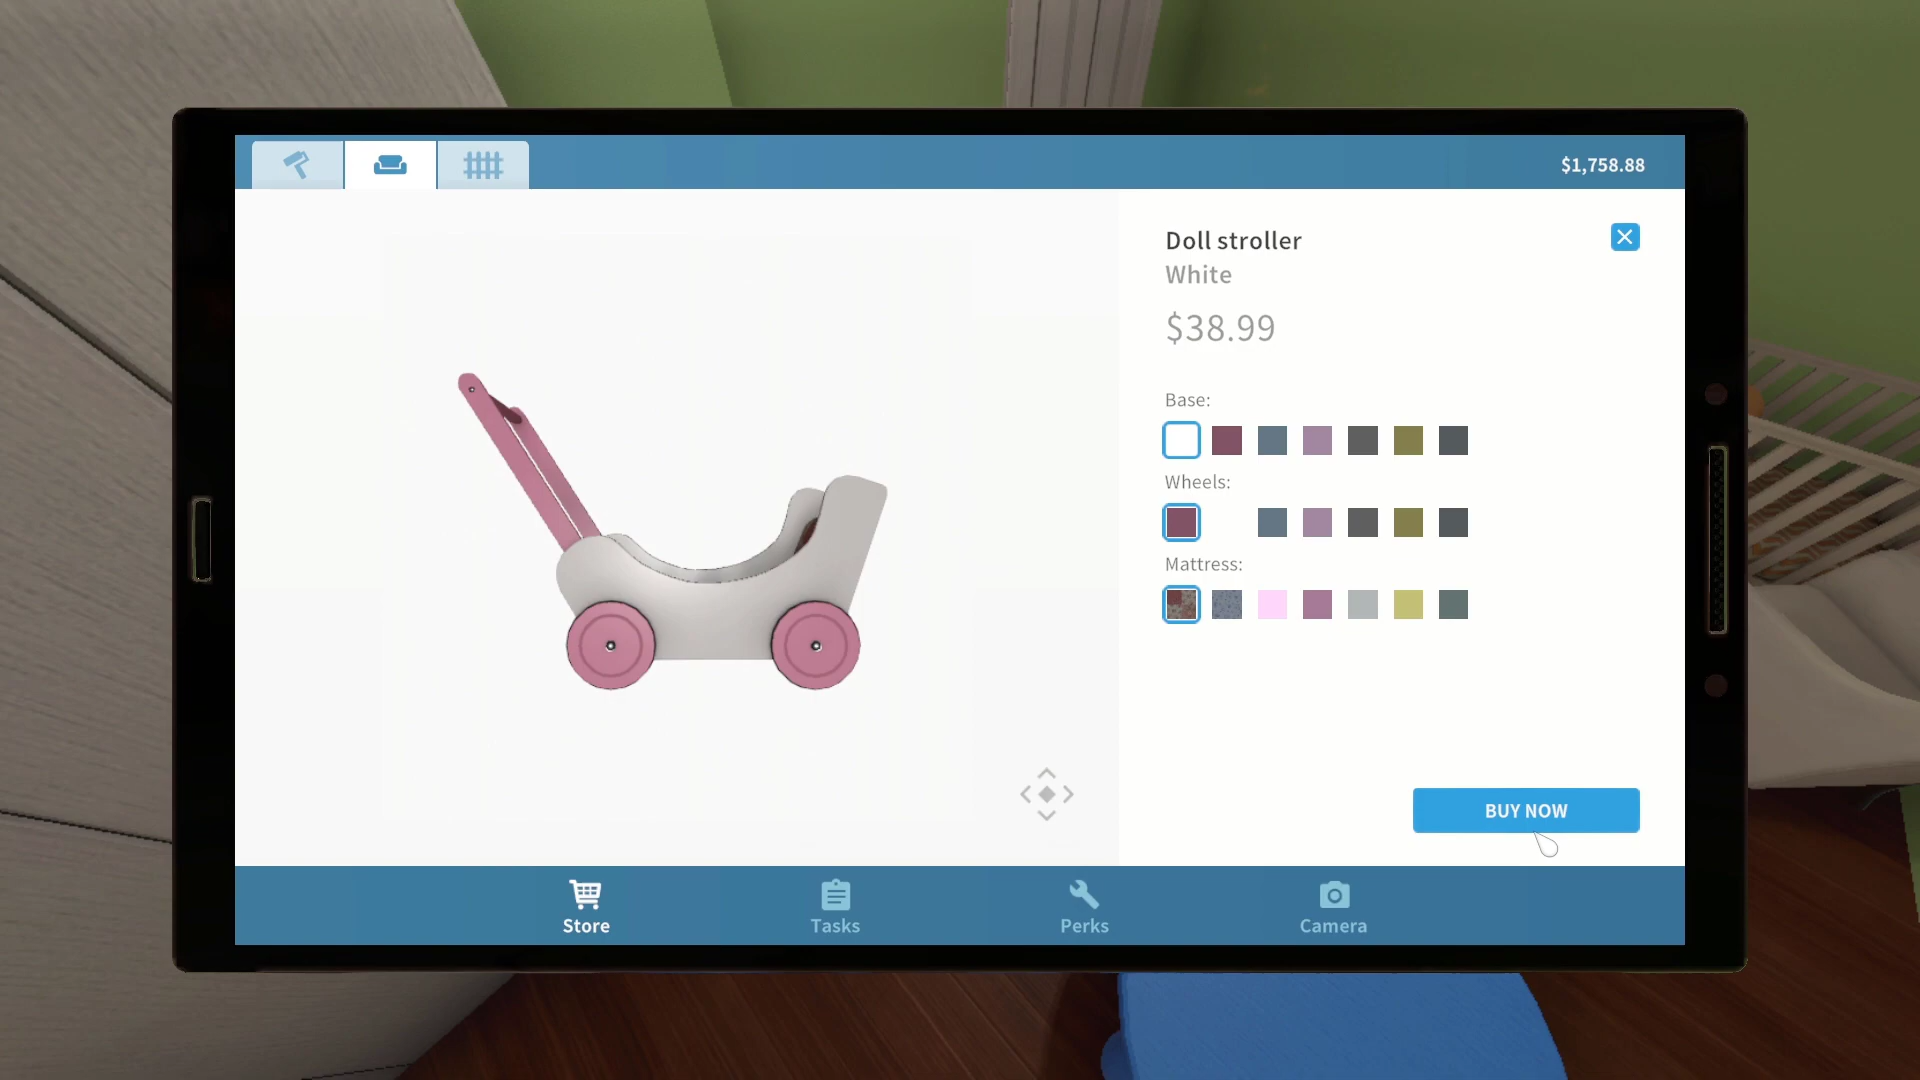 $1,758.88
Doll stroller
White
$38.99
Base:
Wheels:
Mattress:
BUY NOW
Store
Tasks
Perks
Camera